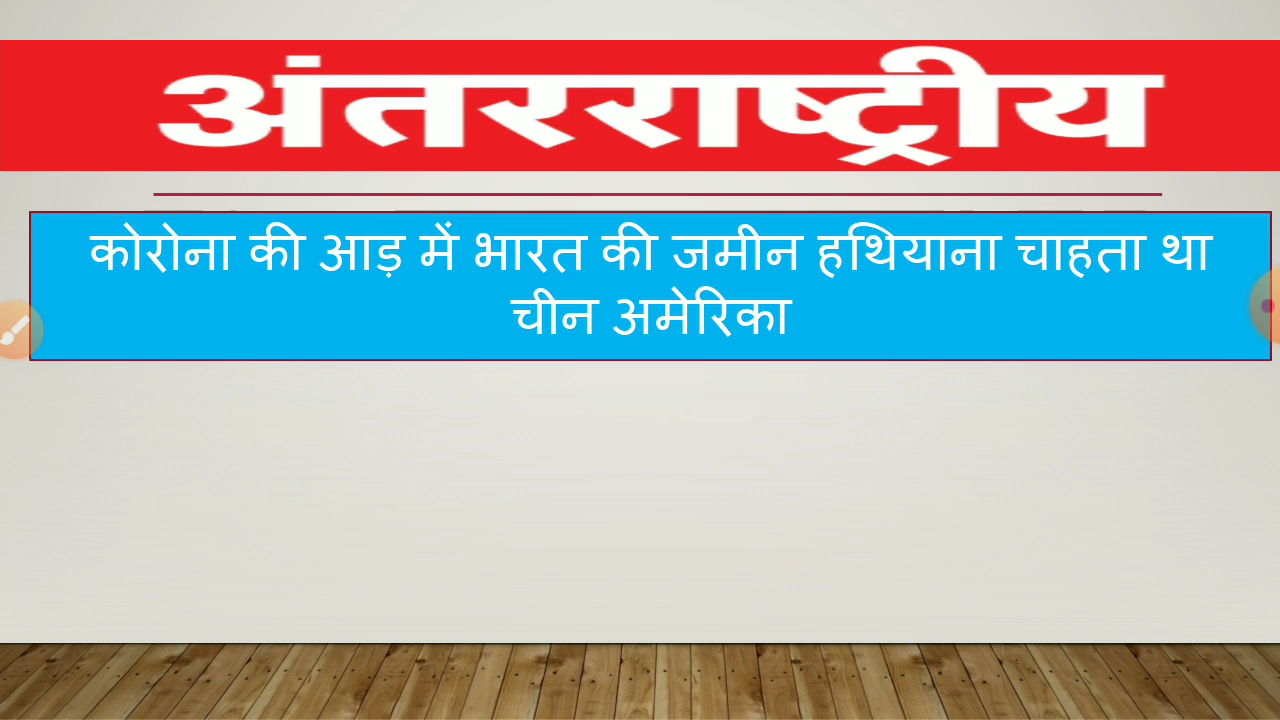 अंतरराष्ट्रीय
कोरोना की आड़ में भारत की जमीन हथियाना चाहता था
चीन अमेरिका